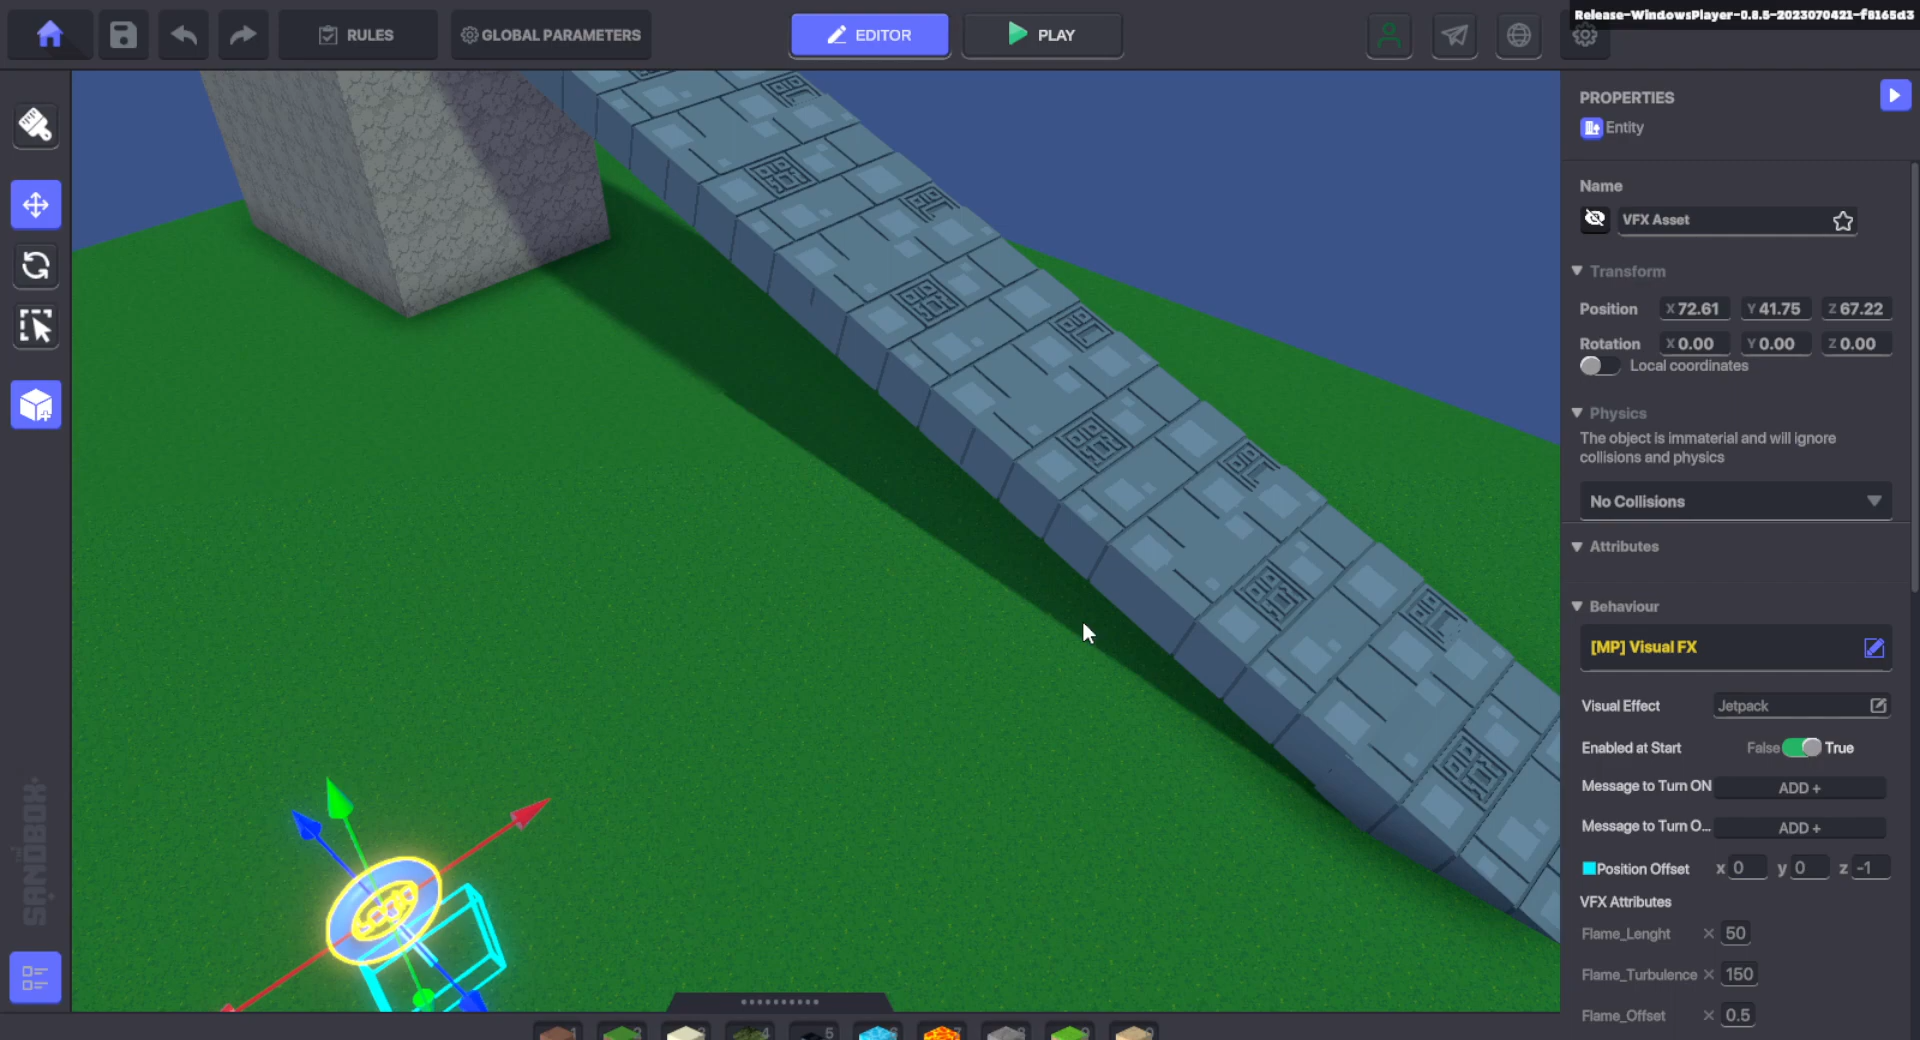 Release-WindowsPlayer-0.8.5-2023070421-f8165d3
RULES
GLOBAL PARAMETERS
EDITOR
PLAY
PROPERTIES
Entity
Name
VFX Asset
Transform
Position X 72.61 Y 41.75 Z 67.22
Rotation X 0.00 Y 0.00 Z 0.00
Local coordinates
Physics
The object is immaterial and will ignore
collisions and physics
No Collisions
Attributes
Behaviour
[MP] Visual FX
Visual Effect Jetpack
Enabled at Start False True
Message to Turn ON ADD +
Message to Turn O... ADD +
Position Offset x 0 y 0 z -1
VFX Attributes
Flame_Lenght × 50
Flame_Turbulence × 150
Flame_Offset × 0.5
SANDBOX